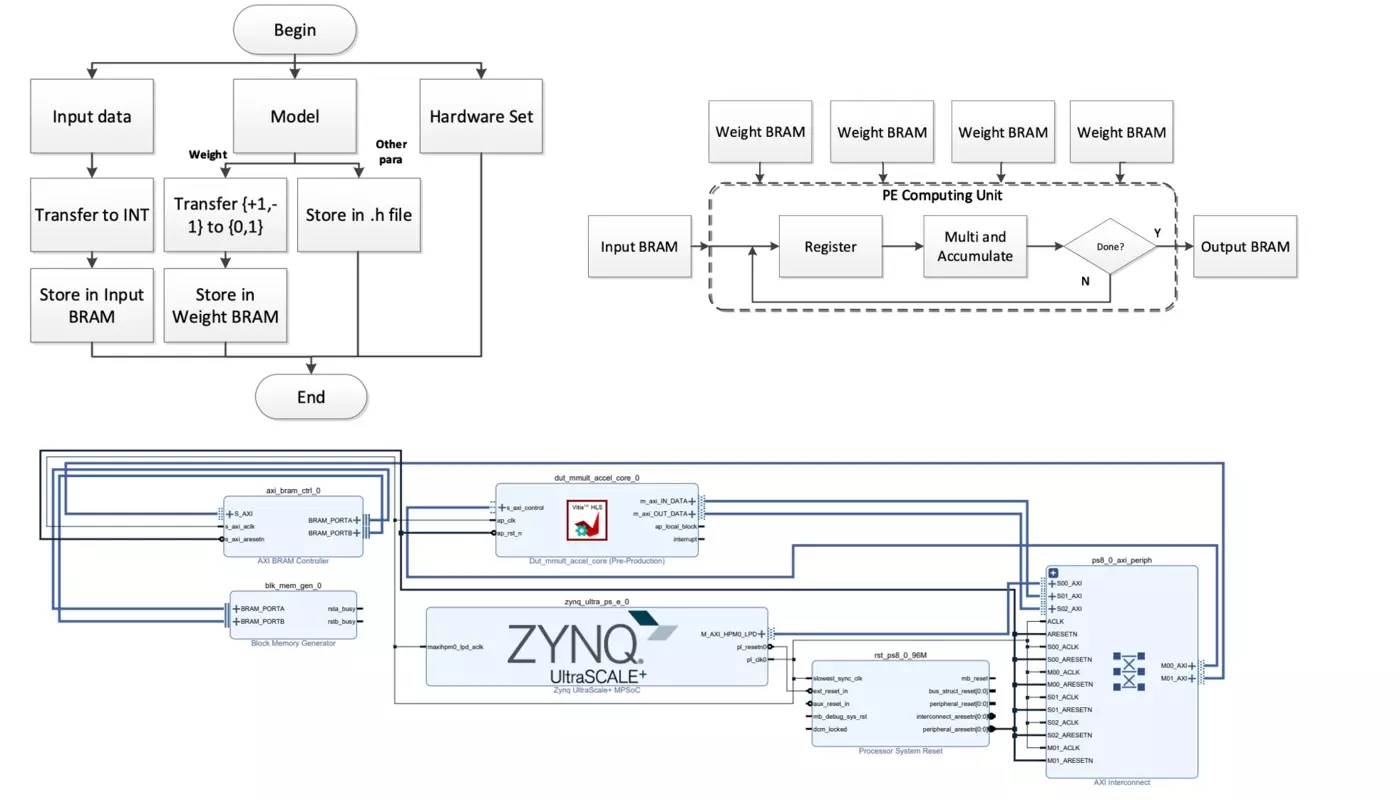 Begin
Input data
Model
Hardware Set
Weight
Other
para
Transfer to INT
Transfer {+1,-
1} to {0,1}
Store in .h file
Store in Input
BRAM
Store in
Weight BRAM
End
Weight BRAM
Weight BRAM
Weight BRAM
Weight BRAM
PE Computing Unit
Input BRAM
Register
Multi and
Accumulate
Done?
Y
N
Output BRAM
axi_bram_ctrl_0
S_AXI
s_axi_aclk
s_axi_aresetn
BRAM_PORTA
BRAM_PORTB
AXI BRAM Controller
blk_mem_gen_0
BRAM_PORTA
BRAM_PORTB
rsta_busy
rstb_busy
Block Memory Generator
dut_mmult_accel_core_0
s_axi_control
ap_clk
ap_rst_n
Vitis™ HLS
m_axi_IN_DATA
m_axi_OUT_DATA
ap_local_block
interrupt
Dut_mmult_accel_core (Pre-Production)
zynq_ultra_ps_e_0
maxihpm0_lpd_aclk
ZYNQ
UltraSCALE+
M_AXI_HPM0_LPD
pl_resetn0
pl_clk0
Zynq UltraScale+ MPSoC
rst_ps8_0_96M
slowest_sync_clk
ext_reset_in
aux_reset_in
mb_debug_sys_rst
dcm_locked
mb_reset
bus_struct_reset[0:0]
peripheral_reset[0:0]
interconnect_aresetn[0:0]
peripheral_aresetn[0:0]
Processor System Reset
ps8_0_axi_periph
S00_AXI
S01_AXI
S02_AXI
ACLK
ARESETN
S00_ACLK
S00_ARESETN
M00_ACLK
M00_ARESETN
S01_ACLK
S01_ARESETN
S02_ACLK
S02_ARESETN
M01_ACLK
M01_ARESETN
M00_AXI
M01_AXI
AXI Interconnect